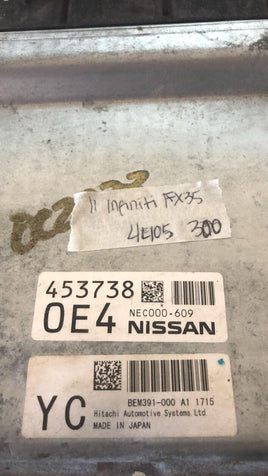 11 Infiniti FX35
4E105 300
453738
0E4 NEC000-609
NISSAN
YC
BEM391-000 A1 1715
Hitachi Automotive Systems Ltd.
MADE IN JAPAN